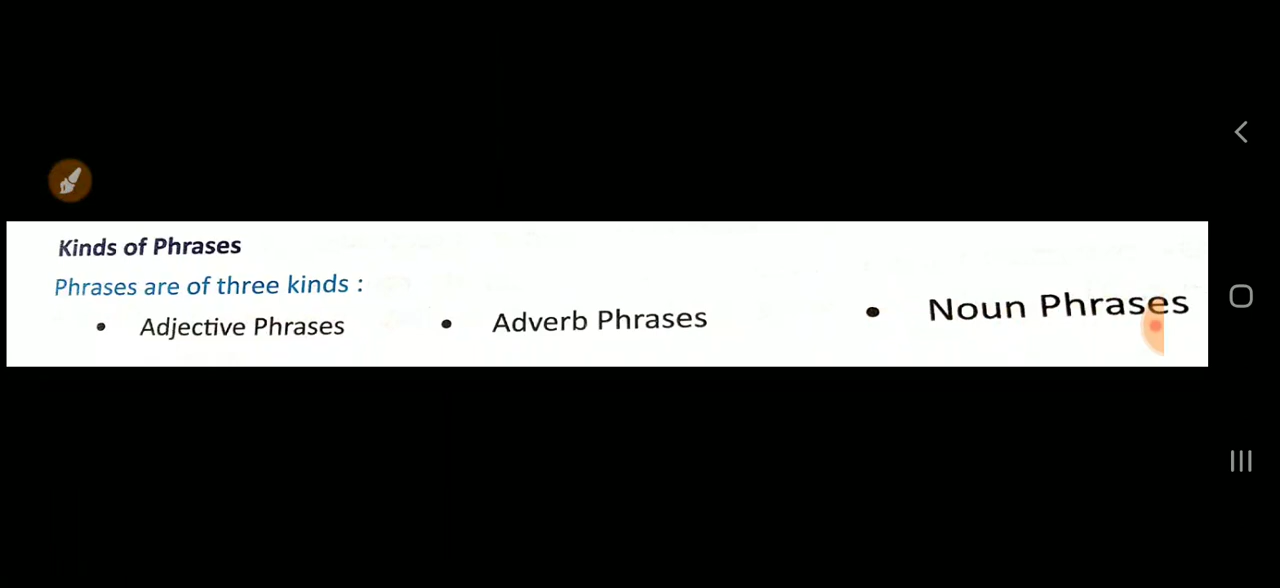 Kinds of Phrases
Phrases are of three kinds :
• Adjective Phrases • Adverb Phrases • Noun Phrases